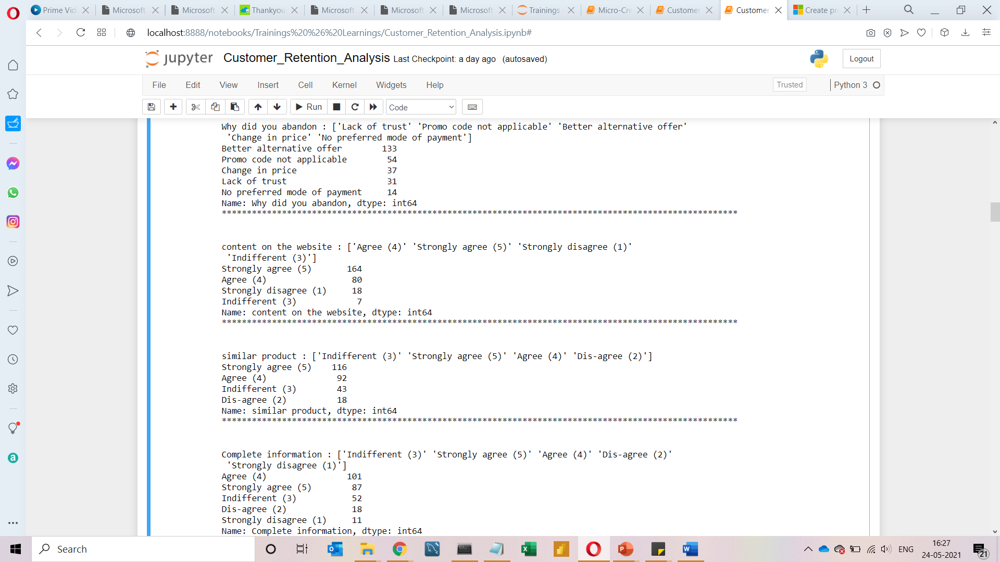 Prime Vid
Microsoft
Microsoft
Thankyou
Microsoft
Microsoft
Microsoft
Trainings
Micro-Cre
Customer
Customer
Create pr
localhost:8888/notebooks/Trainings%20%26%20Learnings/Customer_Retention_Analysis.ipynb#
jupyter Customer_Retention_Analysis Last Checkpoint: a day ago (autosaved)
Logout
File Edit View Insert Cell Kernel Widgets Help
Trusted
Python 3
Run
Code
Why did you abandon : ['Lack of trust' 'Promo code not applicable' 'Better alternative offer'
'Change in price' 'No preferred mode of payment']
Better alternative offer 133
Promo code not applicable 54
Change in price 37
Lack of trust 31
No preferred mode of payment 14
Name: Why did you abandon, dtype: int64
*******************************************************************************************************
content on the website : ['Agree (4)' 'Strongly agree (5)' 'Strongly disagree (1)'
'Indifferent (3)']
Strongly agree (5) 164
Agree (4) 80
Strongly disagree (1) 18
Indifferent (3) 7
Name: content on the website, dtype: int64
*******************************************************************************************************
similar product : ['Indifferent (3)' 'Strongly agree (5)' 'Agree (4)' 'Dis-agree (2)']
Strongly agree (5) 116
Agree (4) 92
Indifferent (3) 43
Dis-agree (2) 18
Name: similar product, dtype: int64
*******************************************************************************************************
Complete information : ['Indifferent (3)' 'Strongly agree (5)' 'Agree (4)' 'Dis-agree (2)'
'Strongly disagree (1)']
Agree (4) 101
Strongly agree (5) 87
Indifferent (3) 52
Dis-agree (2) 18
Strongly disagree (1) 11
Name: Complete information, dtype: int64
Search
ENG
16:27
24-05-2021
21